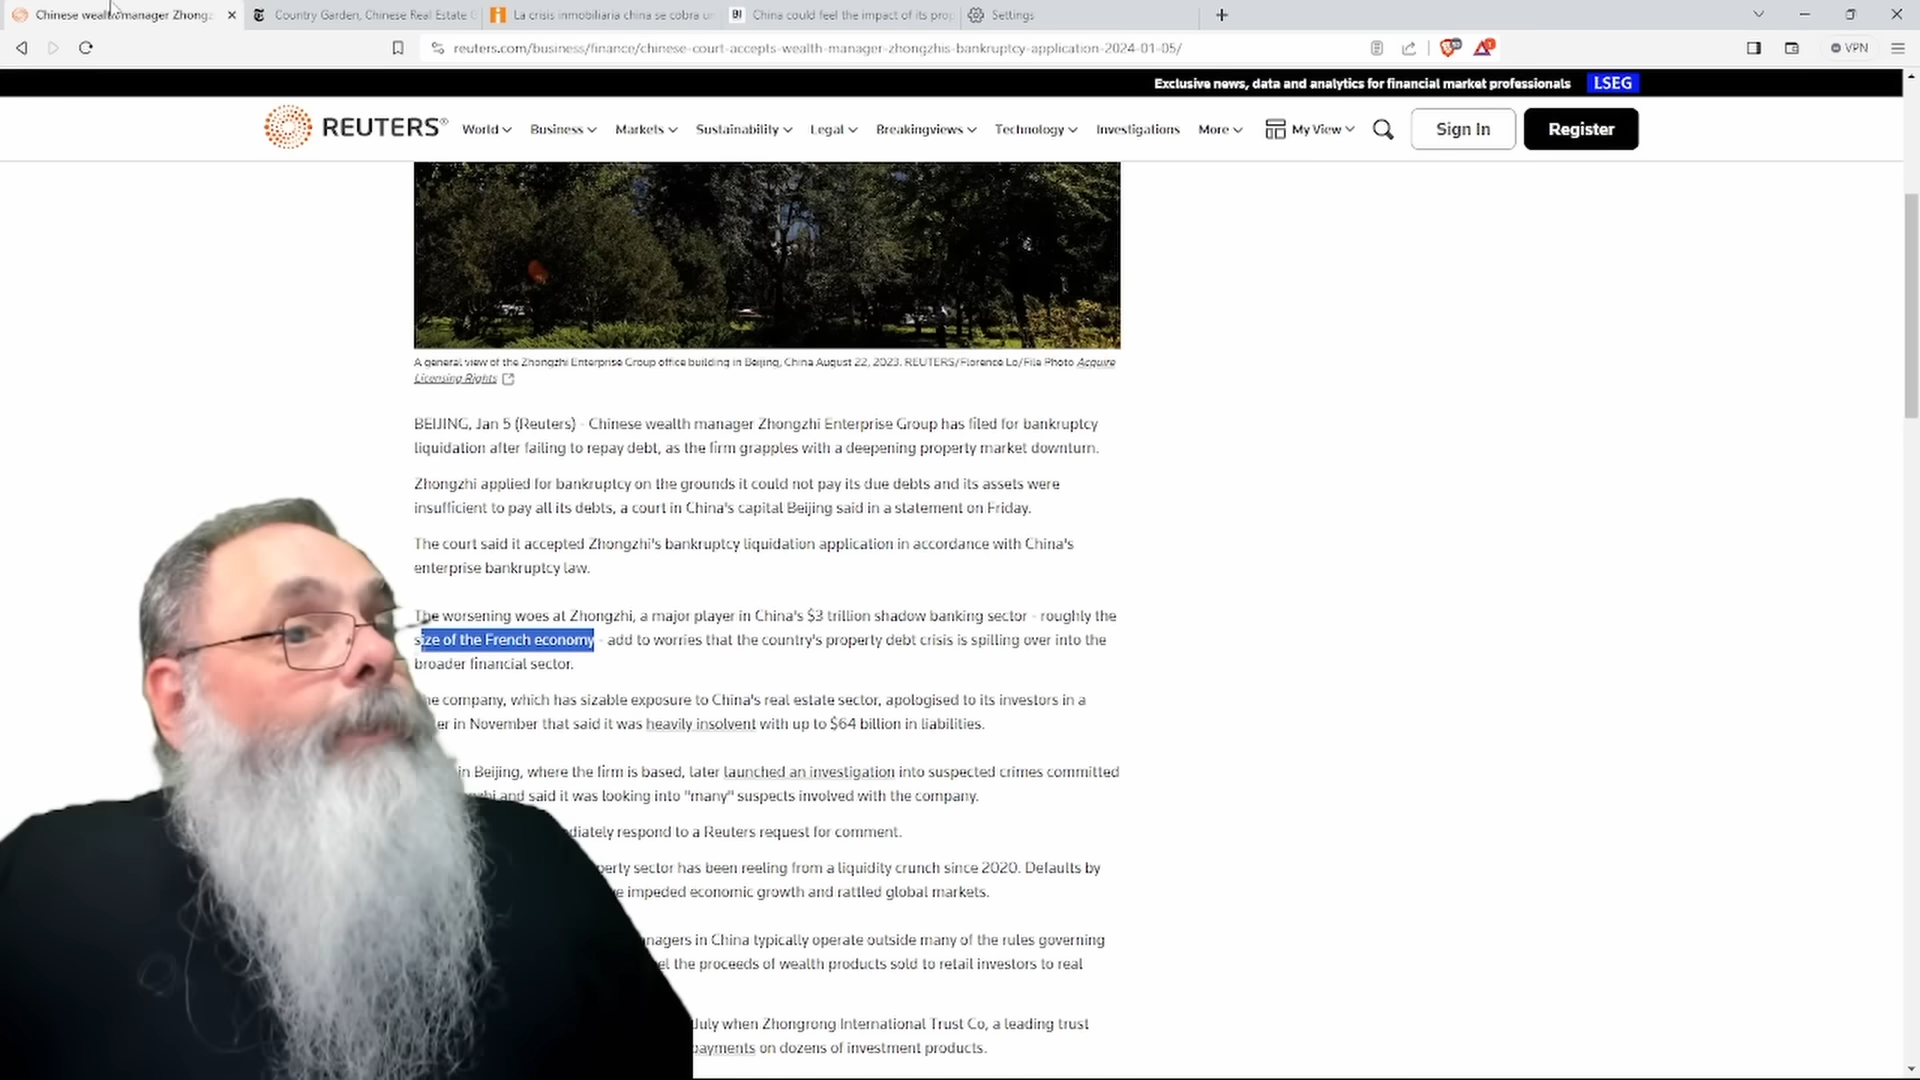 Chinese wealth manager Zhongz
Country Garden, Chinese Real Estate G
La crisis inmobiliaria china se cobra un
BI
China could feel the impact of its prop
Settings
reuters.com/business/finance/chinese-court-accepts-wealth-manager-zhongzhis-bankruptcy-application-2024-01-05/
VPN
Exclusive news, data and analytics for financial market professionals LSEG
REUTERS®
World Business Markets Sustainability Legal Breakingviews Technology Investigations More My View Sign In Register
A general view of the Zhongzhi Enterprise Group office building in Beijing, China August 22, 2023. REUTERS/Florence Lo/File Photo Acquire
Licensing Rights
BEIJING, Jan 5 (Reuters) - Chinese wealth manager Zhongzhi Enterprise Group has filed for bankruptcy
liquidation after failing to repay debt, as the firm grapples with a deepening property market downturn.
Zhongzhi applied for bankruptcy on the grounds it could not pay its due debts and its assets were
insufficient to pay all its debts, a court in China's capital Beijing said in a statement on Friday.
The court said it accepted Zhongzhi's bankruptcy liquidation application in accordance with China's
enterprise bankruptcy law.
The worsening woes at Zhongzhi, a major player in China's $3 trillion shadow banking sector - roughly the
size of the French economy - add to worries that the country's property debt crisis is spilling over into the
broader financial sector.
he company, which has sizable exposure to China's real estate sector, apologised to its investors in a
er in November that said it was heavily insolvent with up to $64 billion in liabilities.
in Beijing, where the firm is based, later launched an investigation into suspected crimes committed
zhi and said it was looking into "many" suspects involved with the company.
diately respond to a Reuters request for comment.
perty sector has been reeling from a liquidity crunch since 2020. Defaults by
e impeded economic growth and rattled global markets.
nagers in China typically operate outside many of the rules governing
el the proceeds of wealth products sold to retail investors to real
July when Zhongrong International Trust Co, a leading trust
payments on dozens of investment products.